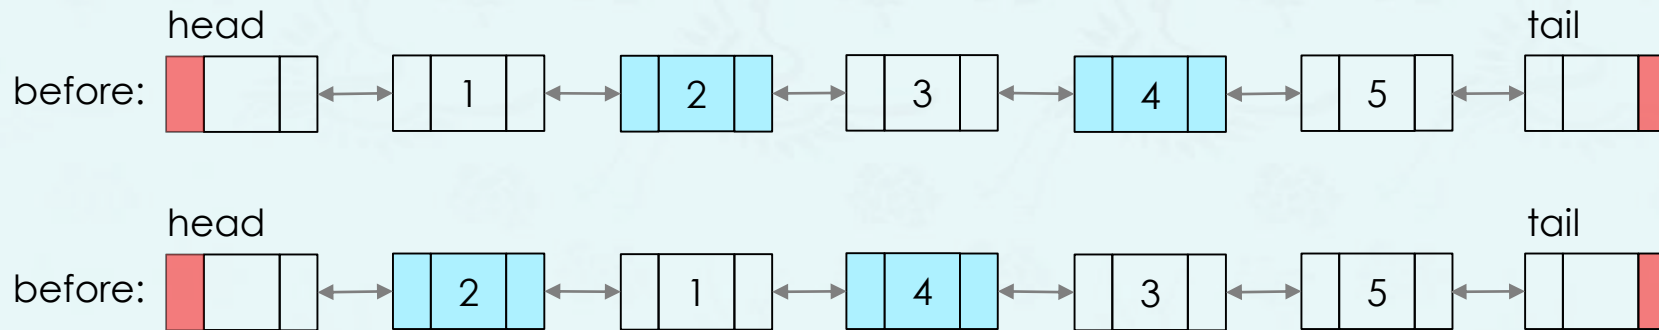 head tail
before: 1 2 3 4 5
head tail
before: 2 1 4 3 5